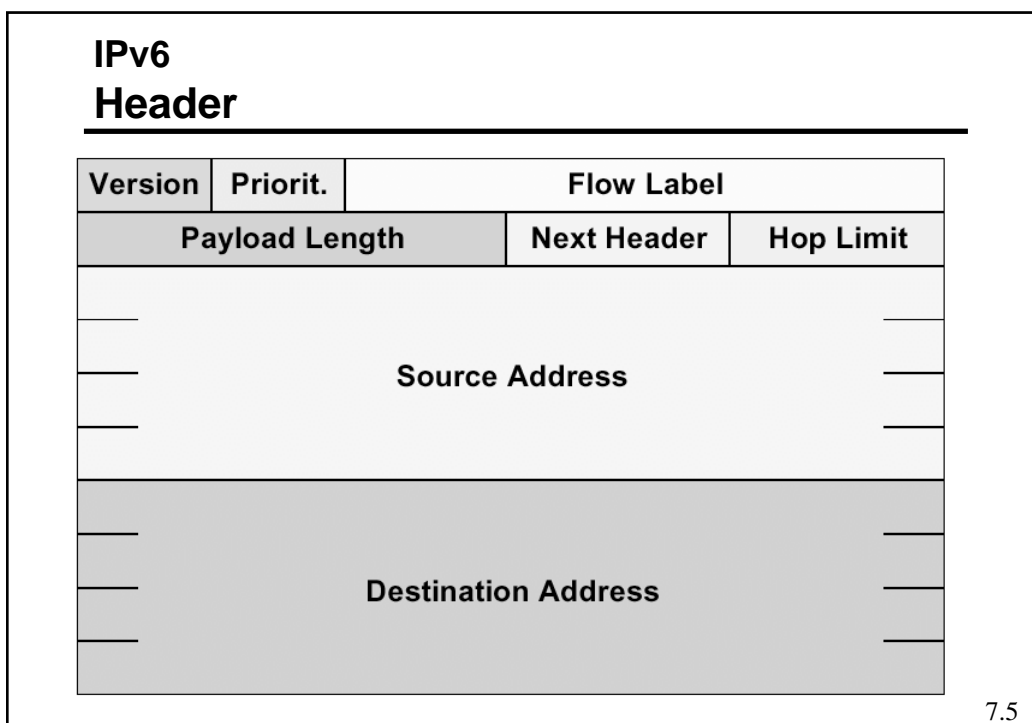 IPv6
Header
Version Priorit. Flow Label
Payload Length Next Header Hop Limit
Source Address
Destination Address
7.5